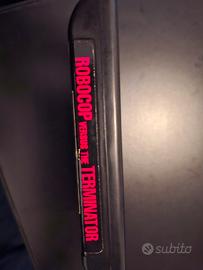 ROBOCOP VERSUS THE TERMINATOR
subito